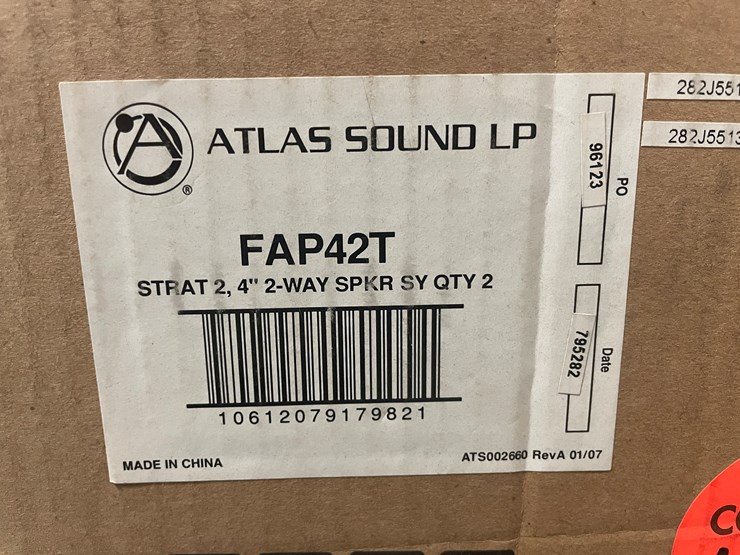 ATLAS SOUND LP
®
FAP42T
STRAT 2, 4" 2-WAY SPKR SY QTY 2
10612079179821
MADE IN CHINA
ATS002660 RevA 01/07
PO
96123
Date
795282
282J551
282J5513